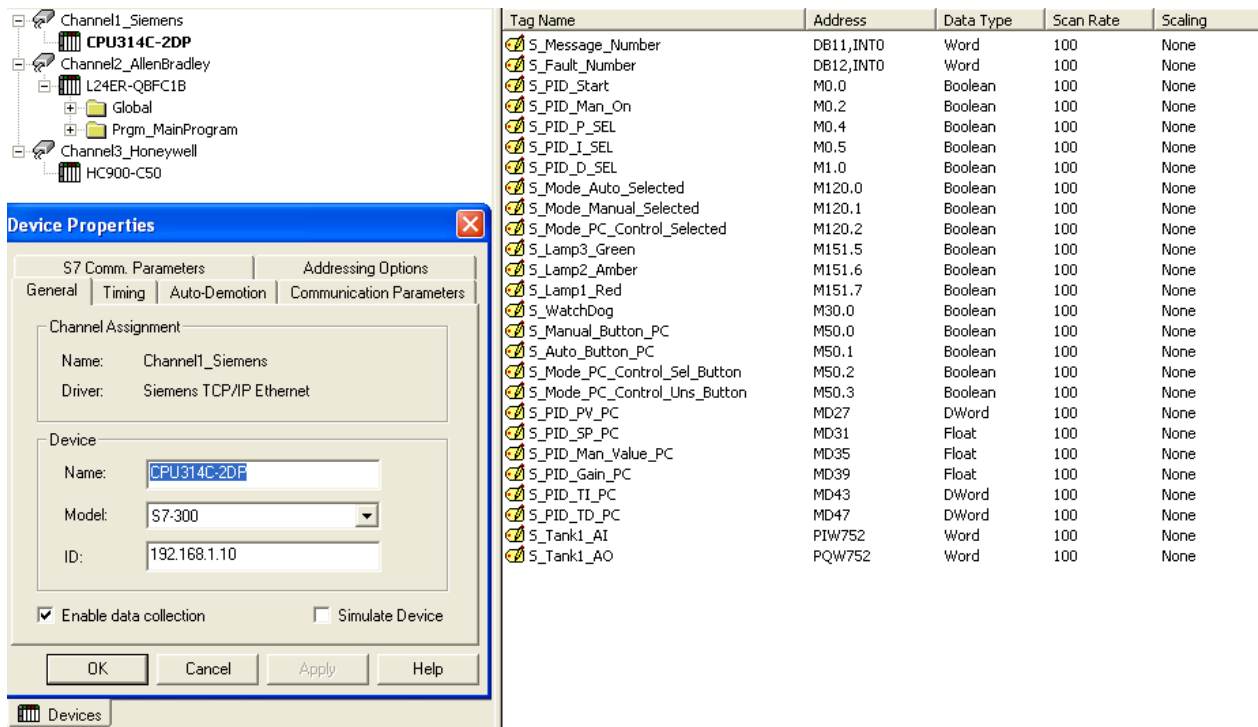 Channel1_Siemens
CPU314C-2DP
Channel2_AllenBradley
L24ER-QBFC1B
Global
Prgm_MainProgram
Channel3_Honeywell
HC900-C50
Device Properties
S7 Comm. Parameters Addressing Options
General Timing Auto-Demotion Communication Parameters
Channel Assignment
Name: Channel1_Siemens
Driver: Siemens TCP/IP Ethernet
Device
Name: CPU314C-2DP
Model: S7-300
ID: 192.168.1.10
Enable data collection Simulate Device
OK Cancel Apply Help
Devices
Tag Name Address Data Type Scan Rate Scaling
S_Message_Number DB11,INT0 Word 100 None
S_Fault_Number DB12,INT0 Word 100 None
S_PID_Start M0.0 Boolean 100 None
S_PID_Man_On M0.2 Boolean 100 None
S_PID_P_SEL M0.4 Boolean 100 None
S_PID_I_SEL M0.5 Boolean 100 None
S_PID_D_SEL M1.0 Boolean 100 None
S_Mode_Auto_Selected M120.0 Boolean 100 None
S_Mode_Manual_Selected M120.1 Boolean 100 None
S_Mode_PC_Control_Selected M120.2 Boolean 100 None
S_Lamp3_Green M151.5 Boolean 100 None
S_Lamp2_Amber M151.6 Boolean 100 None
S_Lamp1_Red M151.7 Boolean 100 None
S_WatchDog M30.0 Boolean 100 None
S_Manual_Button_PC M50.0 Boolean 100 None
S_Auto_Button_PC M50.1 Boolean 100 None
S_Mode_PC_Control_Sel_Button M50.2 Boolean 100 None
S_Mode_PC_Control_Uns_Button M50.3 Boolean 100 None
S_PID_PV_PC MD27 DWord 100 None
S_PID_SP_PC MD31 Float 100 None
S_PID_Man_Value_PC MD35 Float 100 None
S_PID_Gain_PC MD39 Float 100 None
S_PID_TI_PC MD43 DWord 100 None
S_PID_TD_PC MD47 DWord 100 None
S_Tank1_AI PIW752 Word 100 None
S_Tank1_AO PQW752 Word 100 None